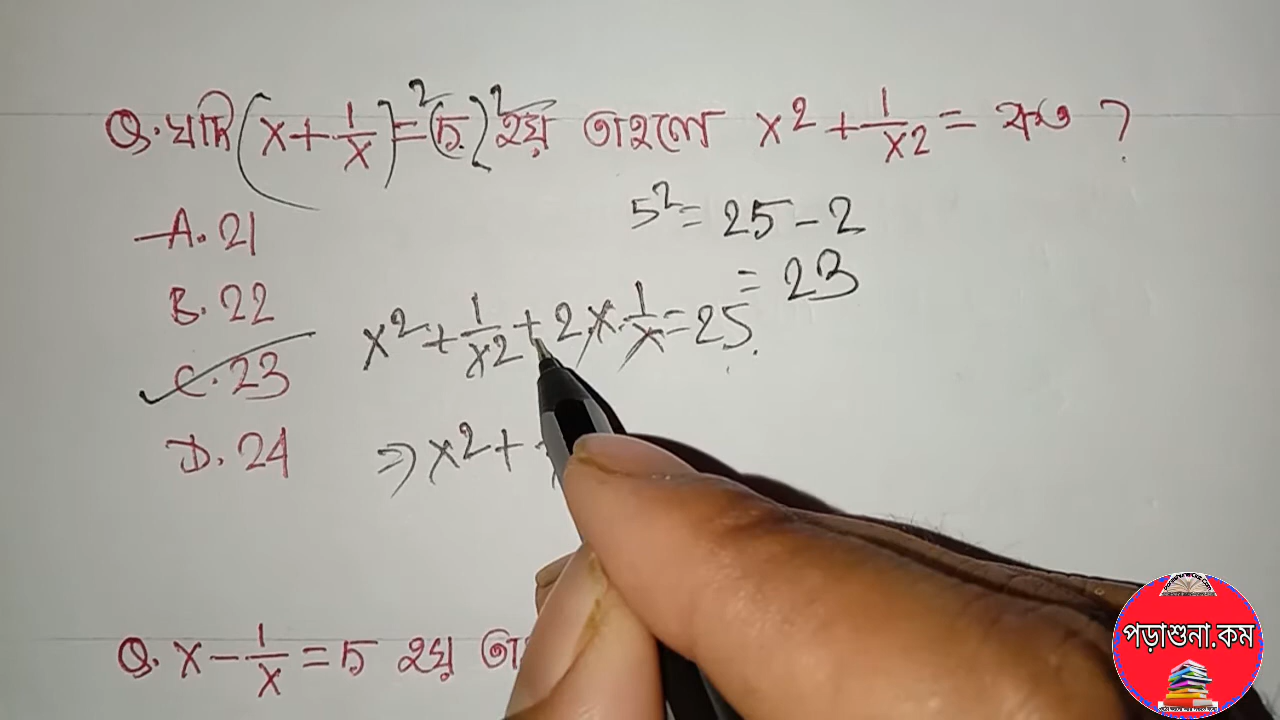 Q. যদি (x + 1/x)² = (5)² হয় তাহলে x² + 1/x² = কত ?
5² = 25 - 2
= 23
A. 21
B. 22
C. 23
D. 24
x² + 1/x² + 2.x.1/x = 25
⇒ x² +
Q. x - 1/x = 5 হয়
পড়াশুনা.কম